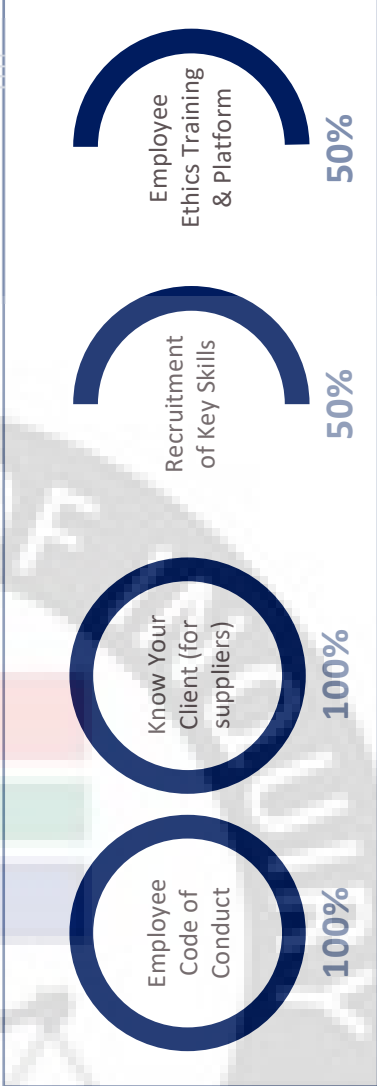 Employee
Code of
Conduct
100%
Know Your
Client (for
suppliers)
100%
Recruitment
of Key Skills
50%
Employee
Ethics Training
& Platform
50%